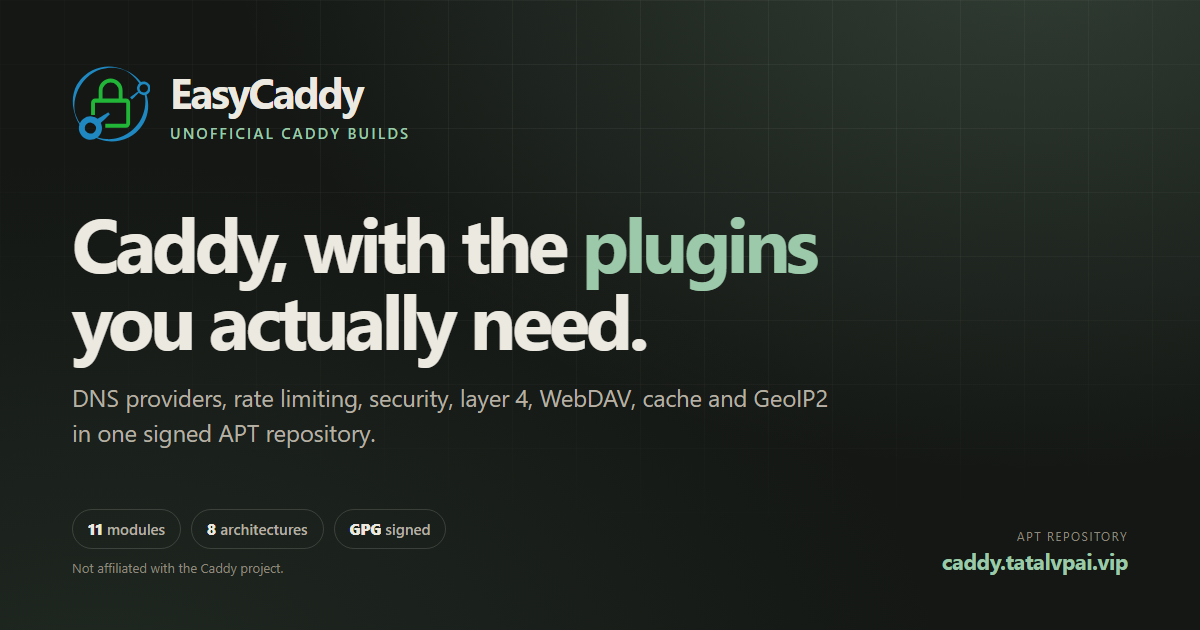 EasyCaddy
UNOFFICIAL CADDY BUILDS
Caddy, with the plugins
you actually need.
DNS providers, rate limiting, security, layer 4, WebDAV, cache and GeoIP2
in one signed APT repository.
11 modules
8 architectures
GPG signed
Not affiliated with the Caddy project.
APT REPOSITORY
caddy.tatalvpai.vip